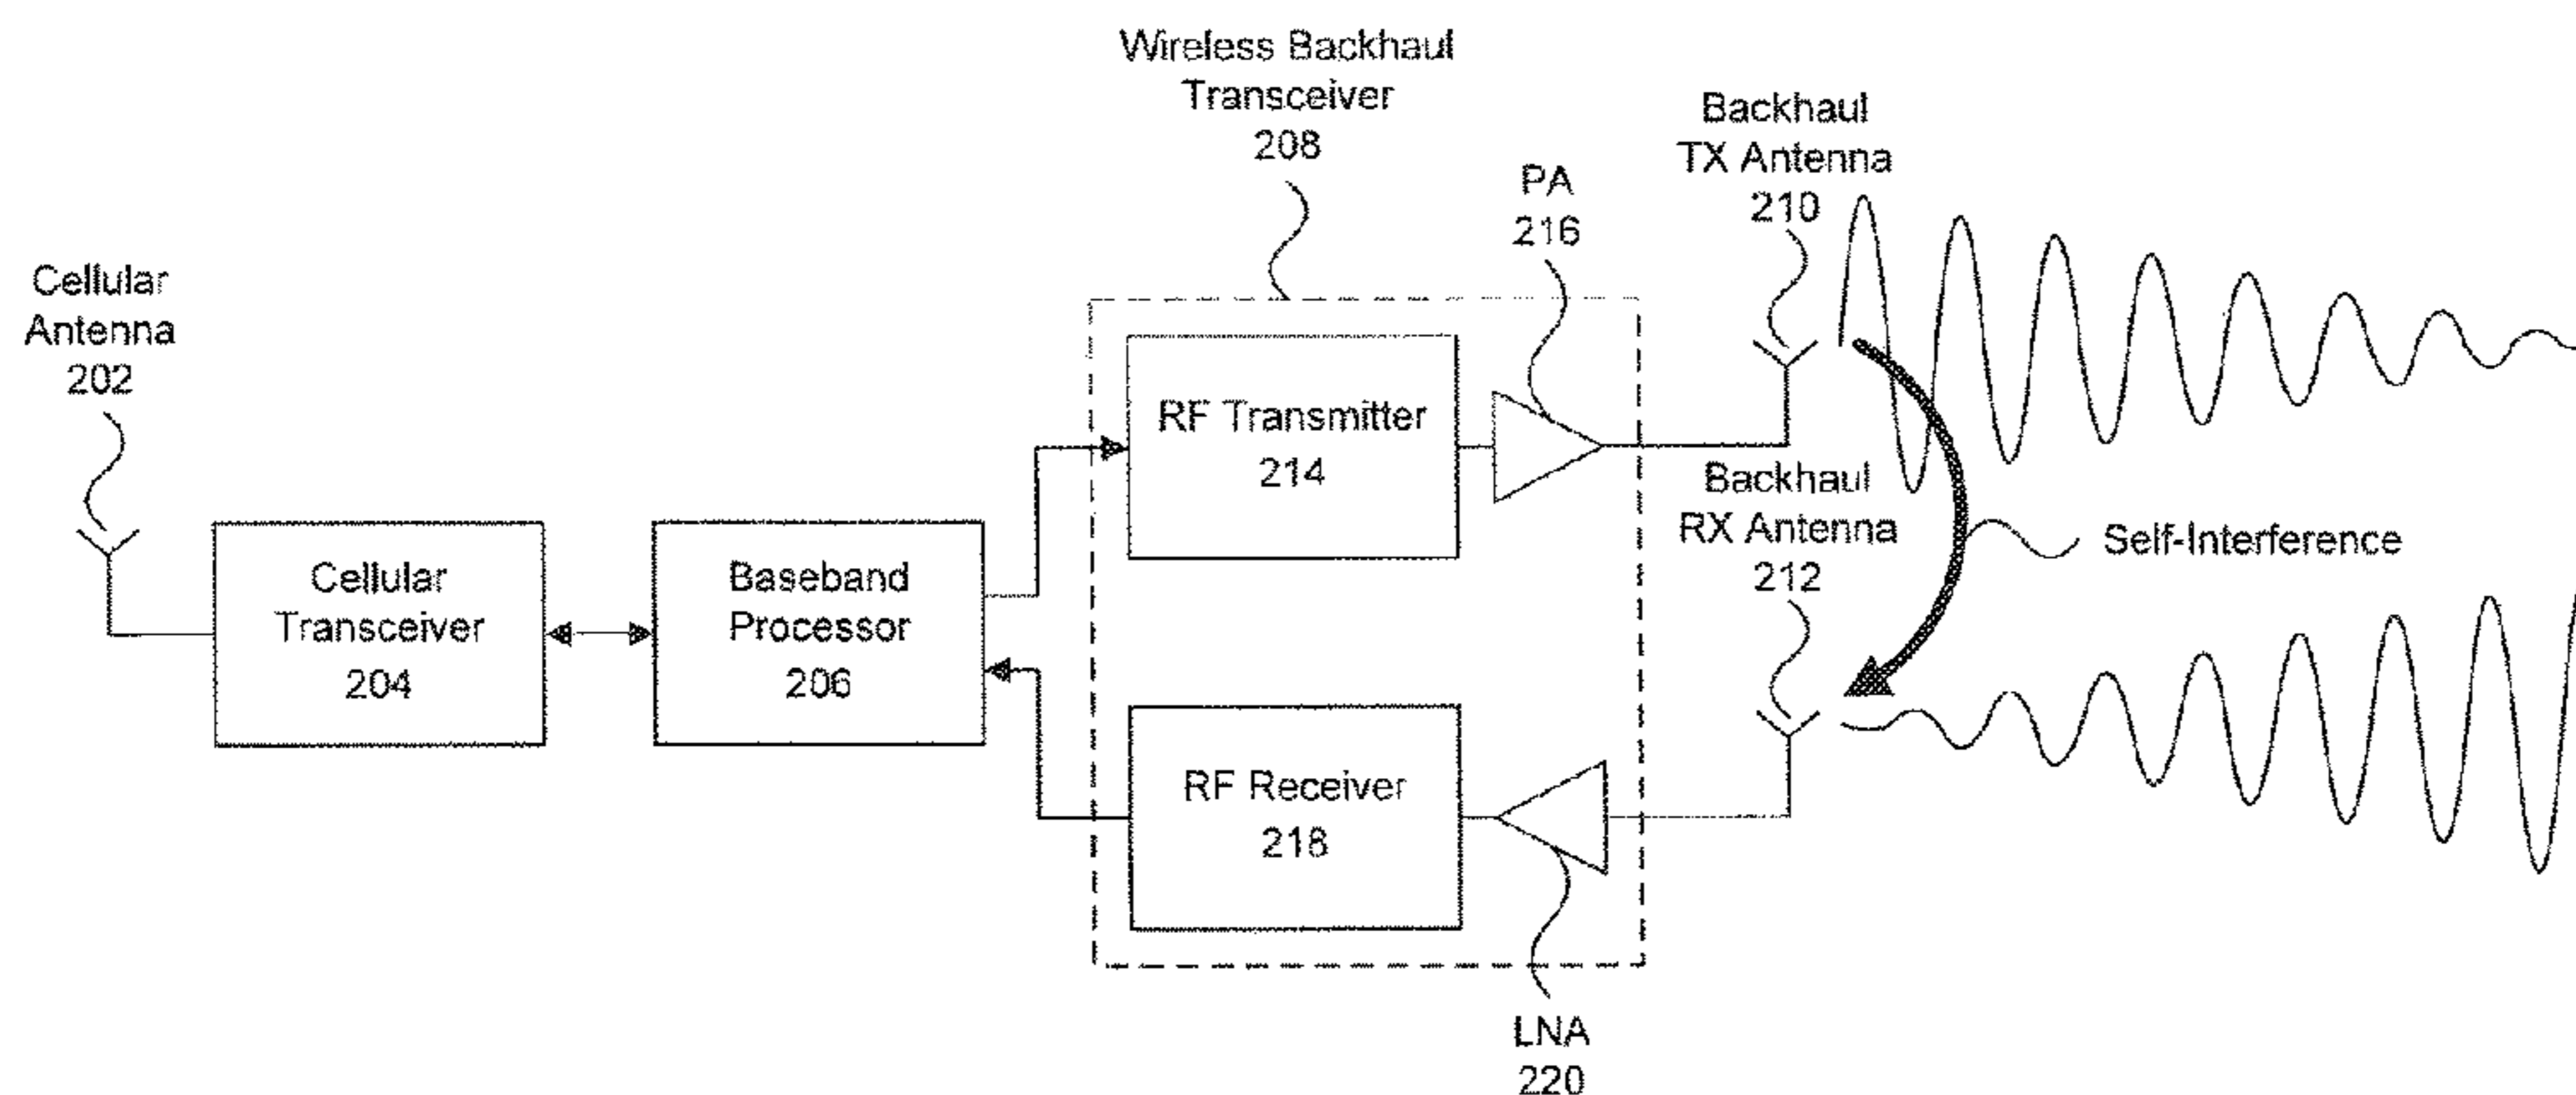 Wireless Backhaul
Transceiver
208
Backhaul
TX Antenna
210
PA
216
Cellular
Antenna
202
RF Transmitter
214
Backhaul
RX Antenna
212
Self-Interference
Cellular
Transceiver
204
Baseband
Processor
206
RF Receiver
218
LNA
220